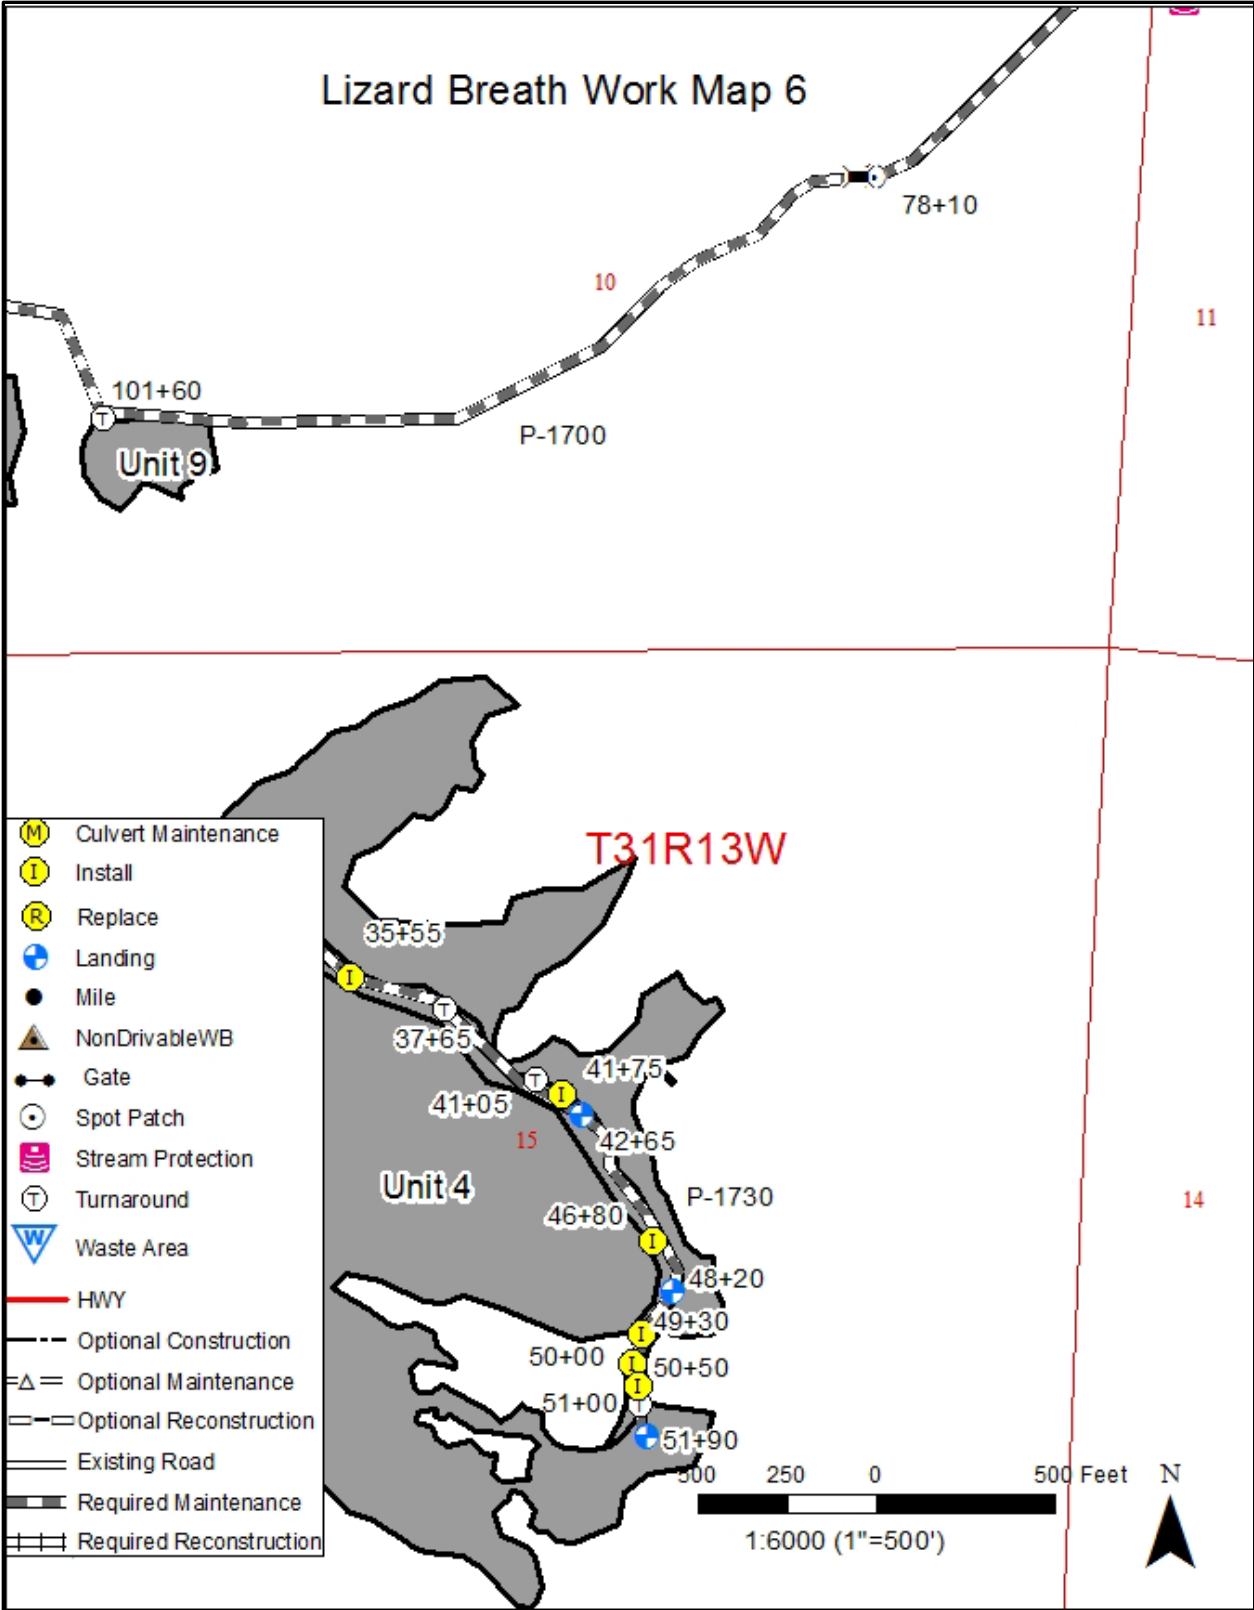 Lizard Breath Work Map 6
78+10
10
11
101+60
P-1700
Unit 9
T31R13W
35+55
37+65
41+75
41+05
15
42+65
Unit 4
P-1730
46+80
14
48+20
49+30
50+00
50+50
51+00
51+90
M Culvert Maintenance
I Install
R Replace
Landing
Mile
NonDrivableWB
Gate
Spot Patch
Stream Protection
T Turnaround
W Waste Area
HWY
Optional Construction
Optional Maintenance
Optional Reconstruction
Existing Road
Required Maintenance
Required Reconstruction
500 250 0 500 Feet
N
1:6000 (1"=500')
I
T
T
I
I
I
I
I
T
T